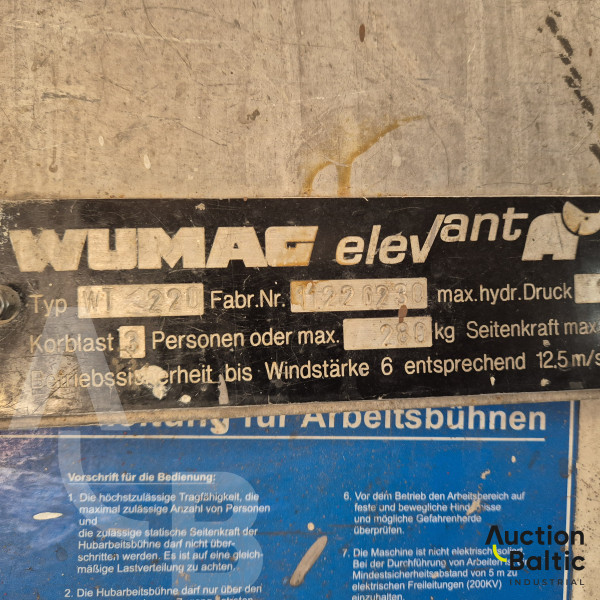 WUMAG elevant
Typ WT 220 Fabr.Nr. max.hydr.Druck
Korblast Personen oder max. 280 kg Seitenkraft max
Betriebssicherheit bis Windstärke 6 entsprechend 12.5 m/s
für Arbeitsbühnen
Vorschrift für die Bedienung:
1. Die höchstzulässige Tragfähigkeit, die
maximal zulässige Anzahl von Personen
und
die zulässige statische Seitenkraft der
Hubarbeitsbühne darf nicht über-
schritten werden. Es ist auf eine gleich-
mäßige Lastverteilung zu achten.
2. Die Hubarbeitsbühne darf nur über den
6. Vor dem Betrieb den Arbeitsbereich auf
feste und bewegliche Hindernisse
und mögliche Gefahrenherde
überprüfen.
7. Die Maschine ist nicht elektrisch isoliert.
Bei der Durchführung von Arbeiten
Mindestsicherheitsabstand von 5 m zu
elektrischen Freileitungen (200KV)
einzuhalten.
Auction
Baltic
INDUSTRIAL